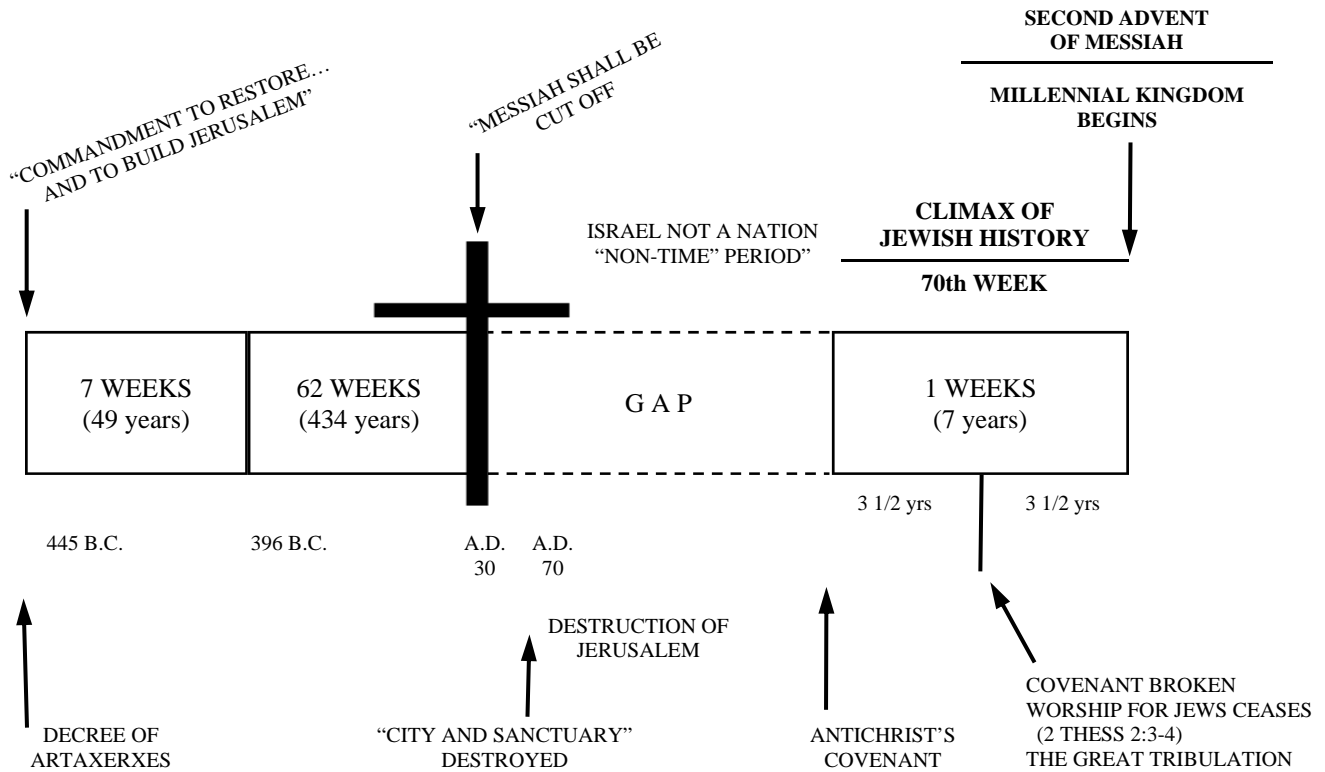 SECOND ADVENT
OF MESSIAH
MILLENNIAL KINGDOM
BEGINS
“COMMANDMENT TO RESTORE…
AND TO BUILD JERUSALEM”
“MESSIAH SHALL BE
CUT OFF
ISRAEL NOT A NATION
“NON-TIME” PERIOD”
CLIMAX OF
JEWISH HISTORY
70th WEEK
7 WEEKS
(49 years)
62 WEEKS
(434 years)
G A P
1 WEEKS
(7 years)
3 1/2 yrs
3 1/2 yrs
445 B.C.
396 B.C.
A.D.
30
A.D.
70
DESTRUCTION OF
JERUSALEM
DECREE OF
ARTAXERXES
“CITY AND SANCTUARY”
DESTROYED
ANTICHRIST’S
COVENANT
COVENANT BROKEN
WORSHIP FOR JEWS CEASES
(2 THESS 2:3-4)
THE GREAT TRIBULATION